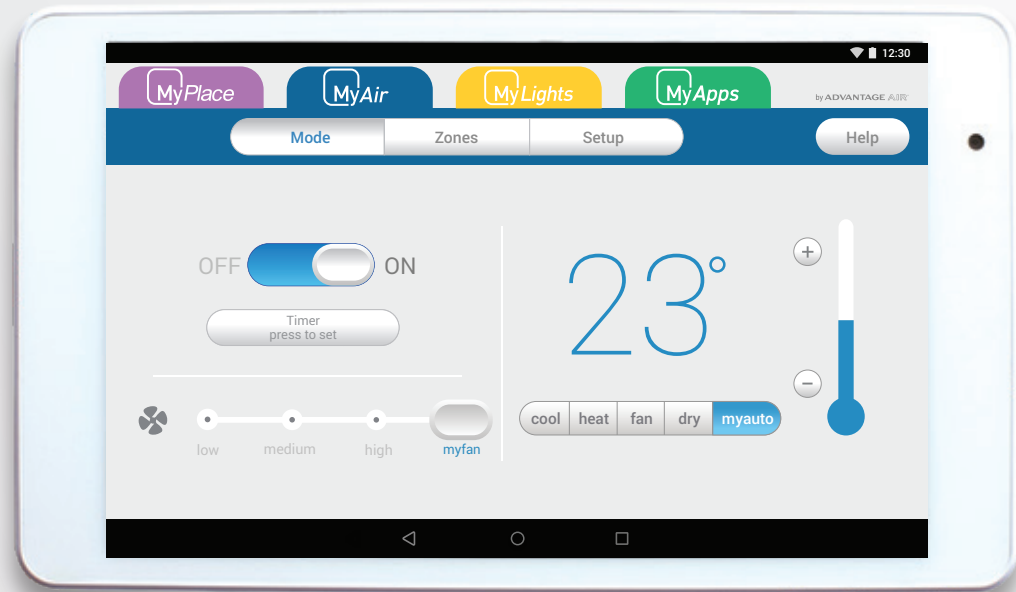 12:30
MyPlace
MyAir
MyLights
MyApps
by ADVANTAGE AIR
Mode
Zones
Setup
Help
OFF
ON
Timer
press to set
low
medium
high
myfan
23°
+
−
cool
heat
fan
dry
myauto